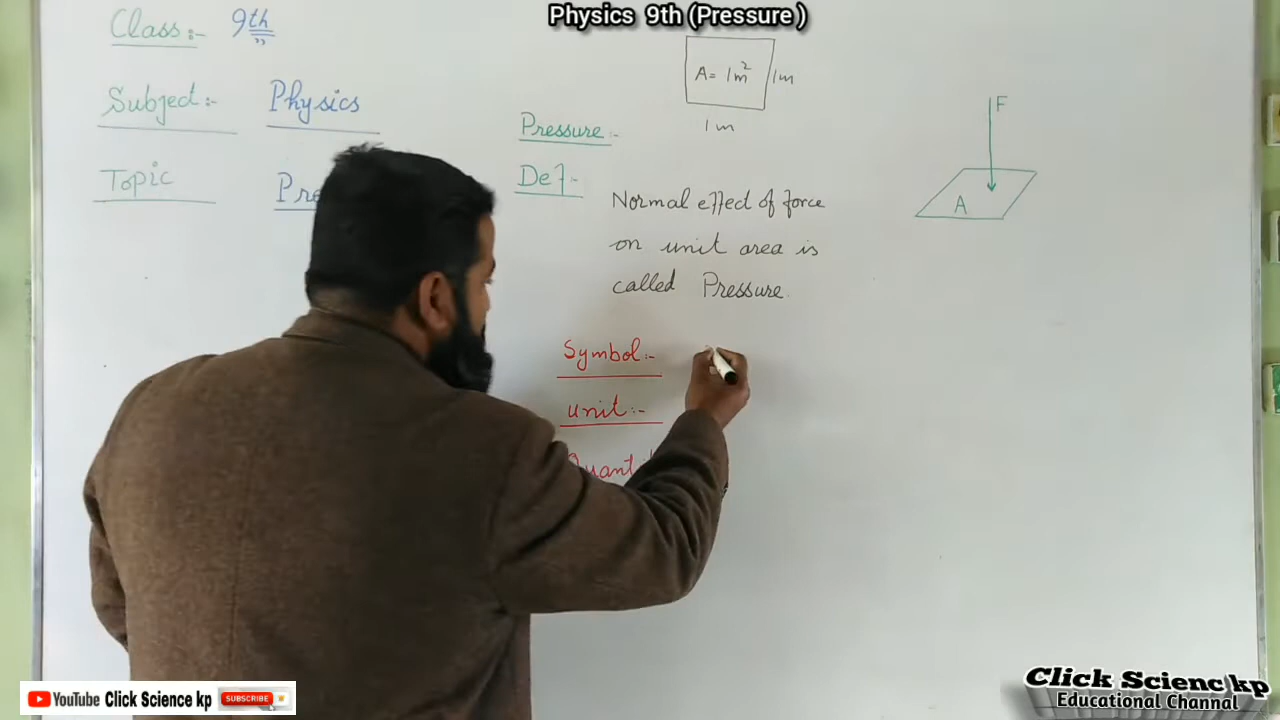 Physics 9th (Pressure)
Class:- 9th
A= 1m² 1m
1m
Subject:- Physics
Pressure:-
F
Topic
Def:-
A
Normal effect of force
on unit area is
called Pressure.
Symbol:-
unit:-
YouTube Click Science kp SUBSCRIBE
Click Scienc kp
Educational Channel